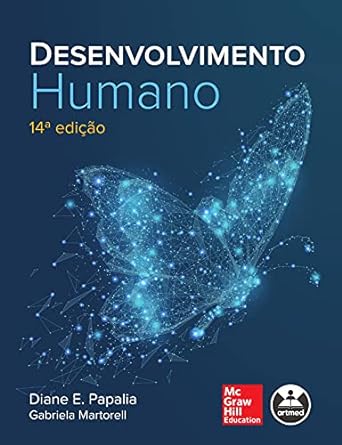 DESENVOLVIMENTO
Humano
14ª edição
Diane E. Papalia
Gabriela Martorell
Mc
Graw
Hill
Education
artmed